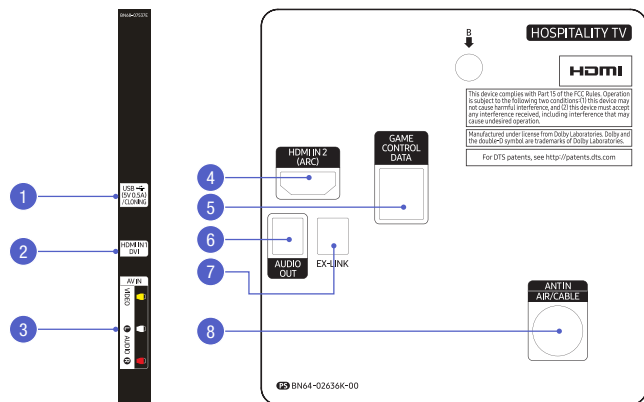 BN68-07537E
1
USB
(5V 0.5A)
/CLONING
2
HDMI IN 1
DVI
3
AV IN
VIDEO
L AUDIO R
B
HOSPITALITY TV
HDMI
This device complies with Part 15 of the FCC Rules. Operation
is subject to the following two conditions: (1) this device may
not cause harmful interference, and (2) this device must accept
any interference received, including interference that may
cause undesired operation.
Manufactured under license from Dolby Laboratories. Dolby and
the double-D symbol are trademarks of Dolby Laboratories.
For DTS patents, see http://patents.dts.com
4
HDMI IN 2
(ARC)
GAME
CONTROL
DATA
5
6
AUDIO
OUT
EX-LINK
7
8
ANT IN
AIR/CABLE
PS BN64-02636K-00